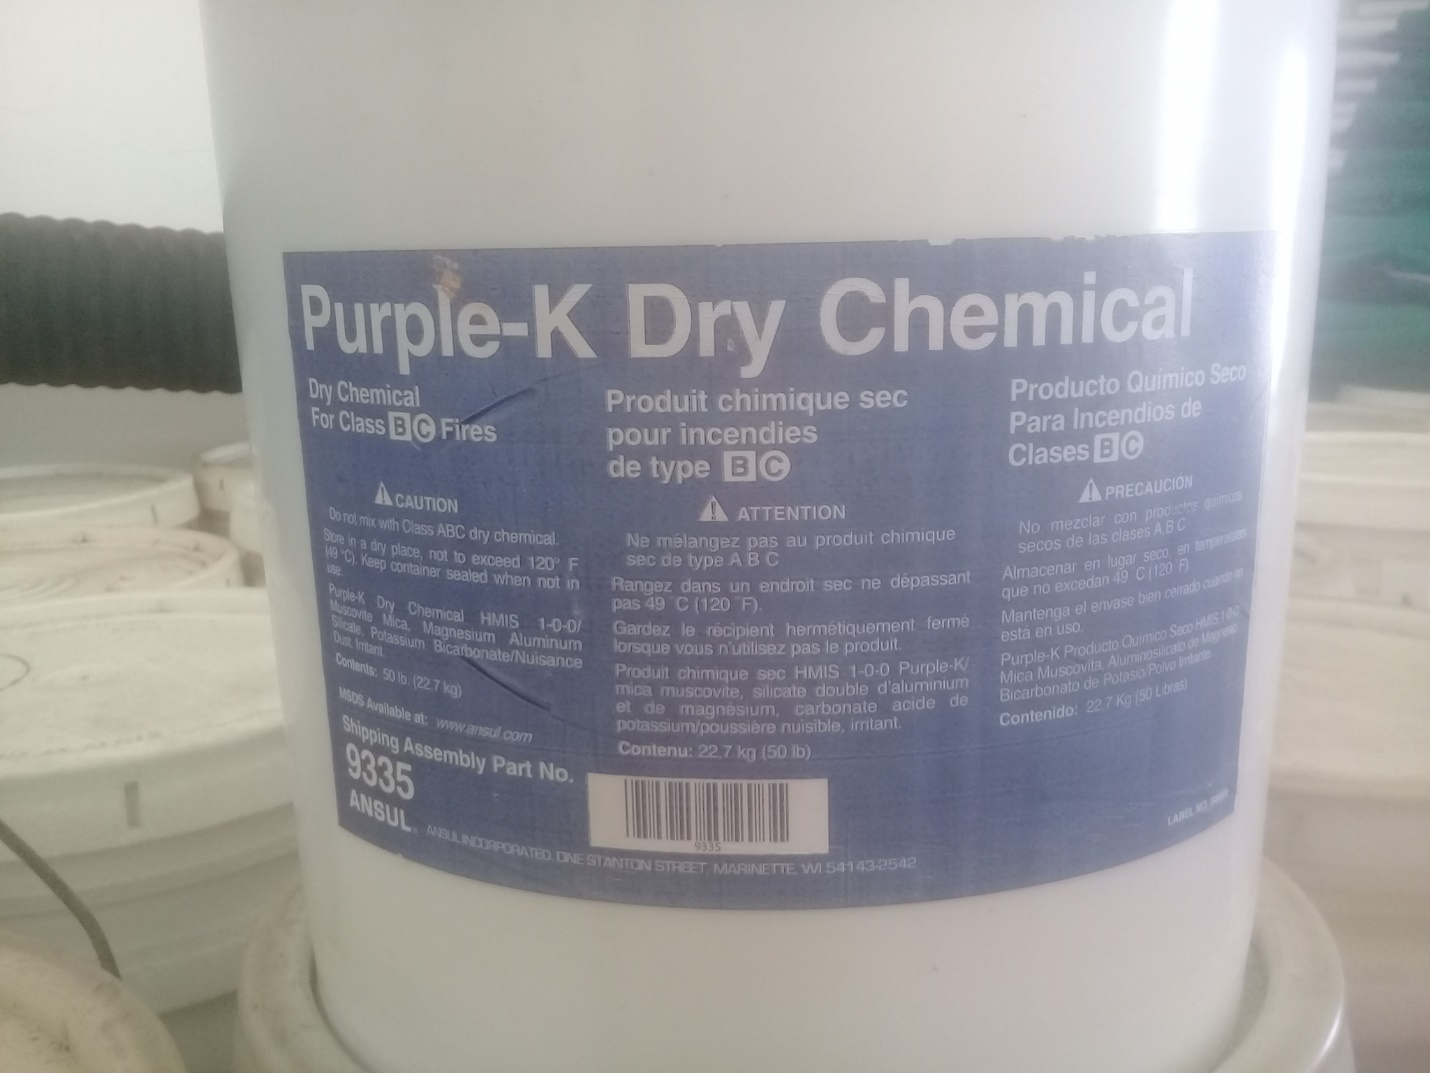 Purple-K Dry Chemical
Dry Chemical
For Class B C Fires
CAUTION
Do not mix with Class ABC dry chemical.
Store in a dry place, not to exceed 120° F
(49 °C). Keep container sealed when not in
use.
Purple-K Dry Chemical HMIS 1-0-0/
Muscovite Mica, Magnesium Aluminum
Silicate, Potassium Bicarbonate/Nuisance
Dust Irritant.
Contents: 50 lb. (22.7 kg)
MSDS Available at: www.ansul.com
Shipping Assembly Part No.
9335
ANSUL
Produit chimique sec
pour incendies
de type B C
ATTENTION
Ne mélangez pas au produit chimique
sec de type A B C
Rangez dans un endroit sec ne dépassant
pas 49 °C (120 °F).
Gardez le récipient hermétiquement fermé
lorsque vous n'utilisez pas le produit.
Produit chimique sec HMIS 1-0-0 Purple-K/
mica muscovite, silicate double d'aluminium
et de magnésium, carbonate acide de
potassium/poussière nuisible, irritant.
Contenu: 22,7 kg (50 lb)
9335
Producto Químico Seco
Para Incendios de
Clases B C
PRECAUCIÓN
No mezclar con productos químicos
secos de las clases A B C
Almacenar en lugar seco, en temperaturas
que no excedan 49 °C (120 °F).
Mantenga el envase bien cerrado cuando no
está en uso.
Purple-K Producto Químico Seco HMIS 1-0-0
Mica Muscovita, Aluminosilicato de Magnesio
Bicarbonato de Potasio/Polvo Irritante.
Contenido: 22,7 Kg (50 Libras)
LABEL NO.
ANSUL INCORPORATED, ONE STANTON STREET, MARINETTE, WI 54143-2542